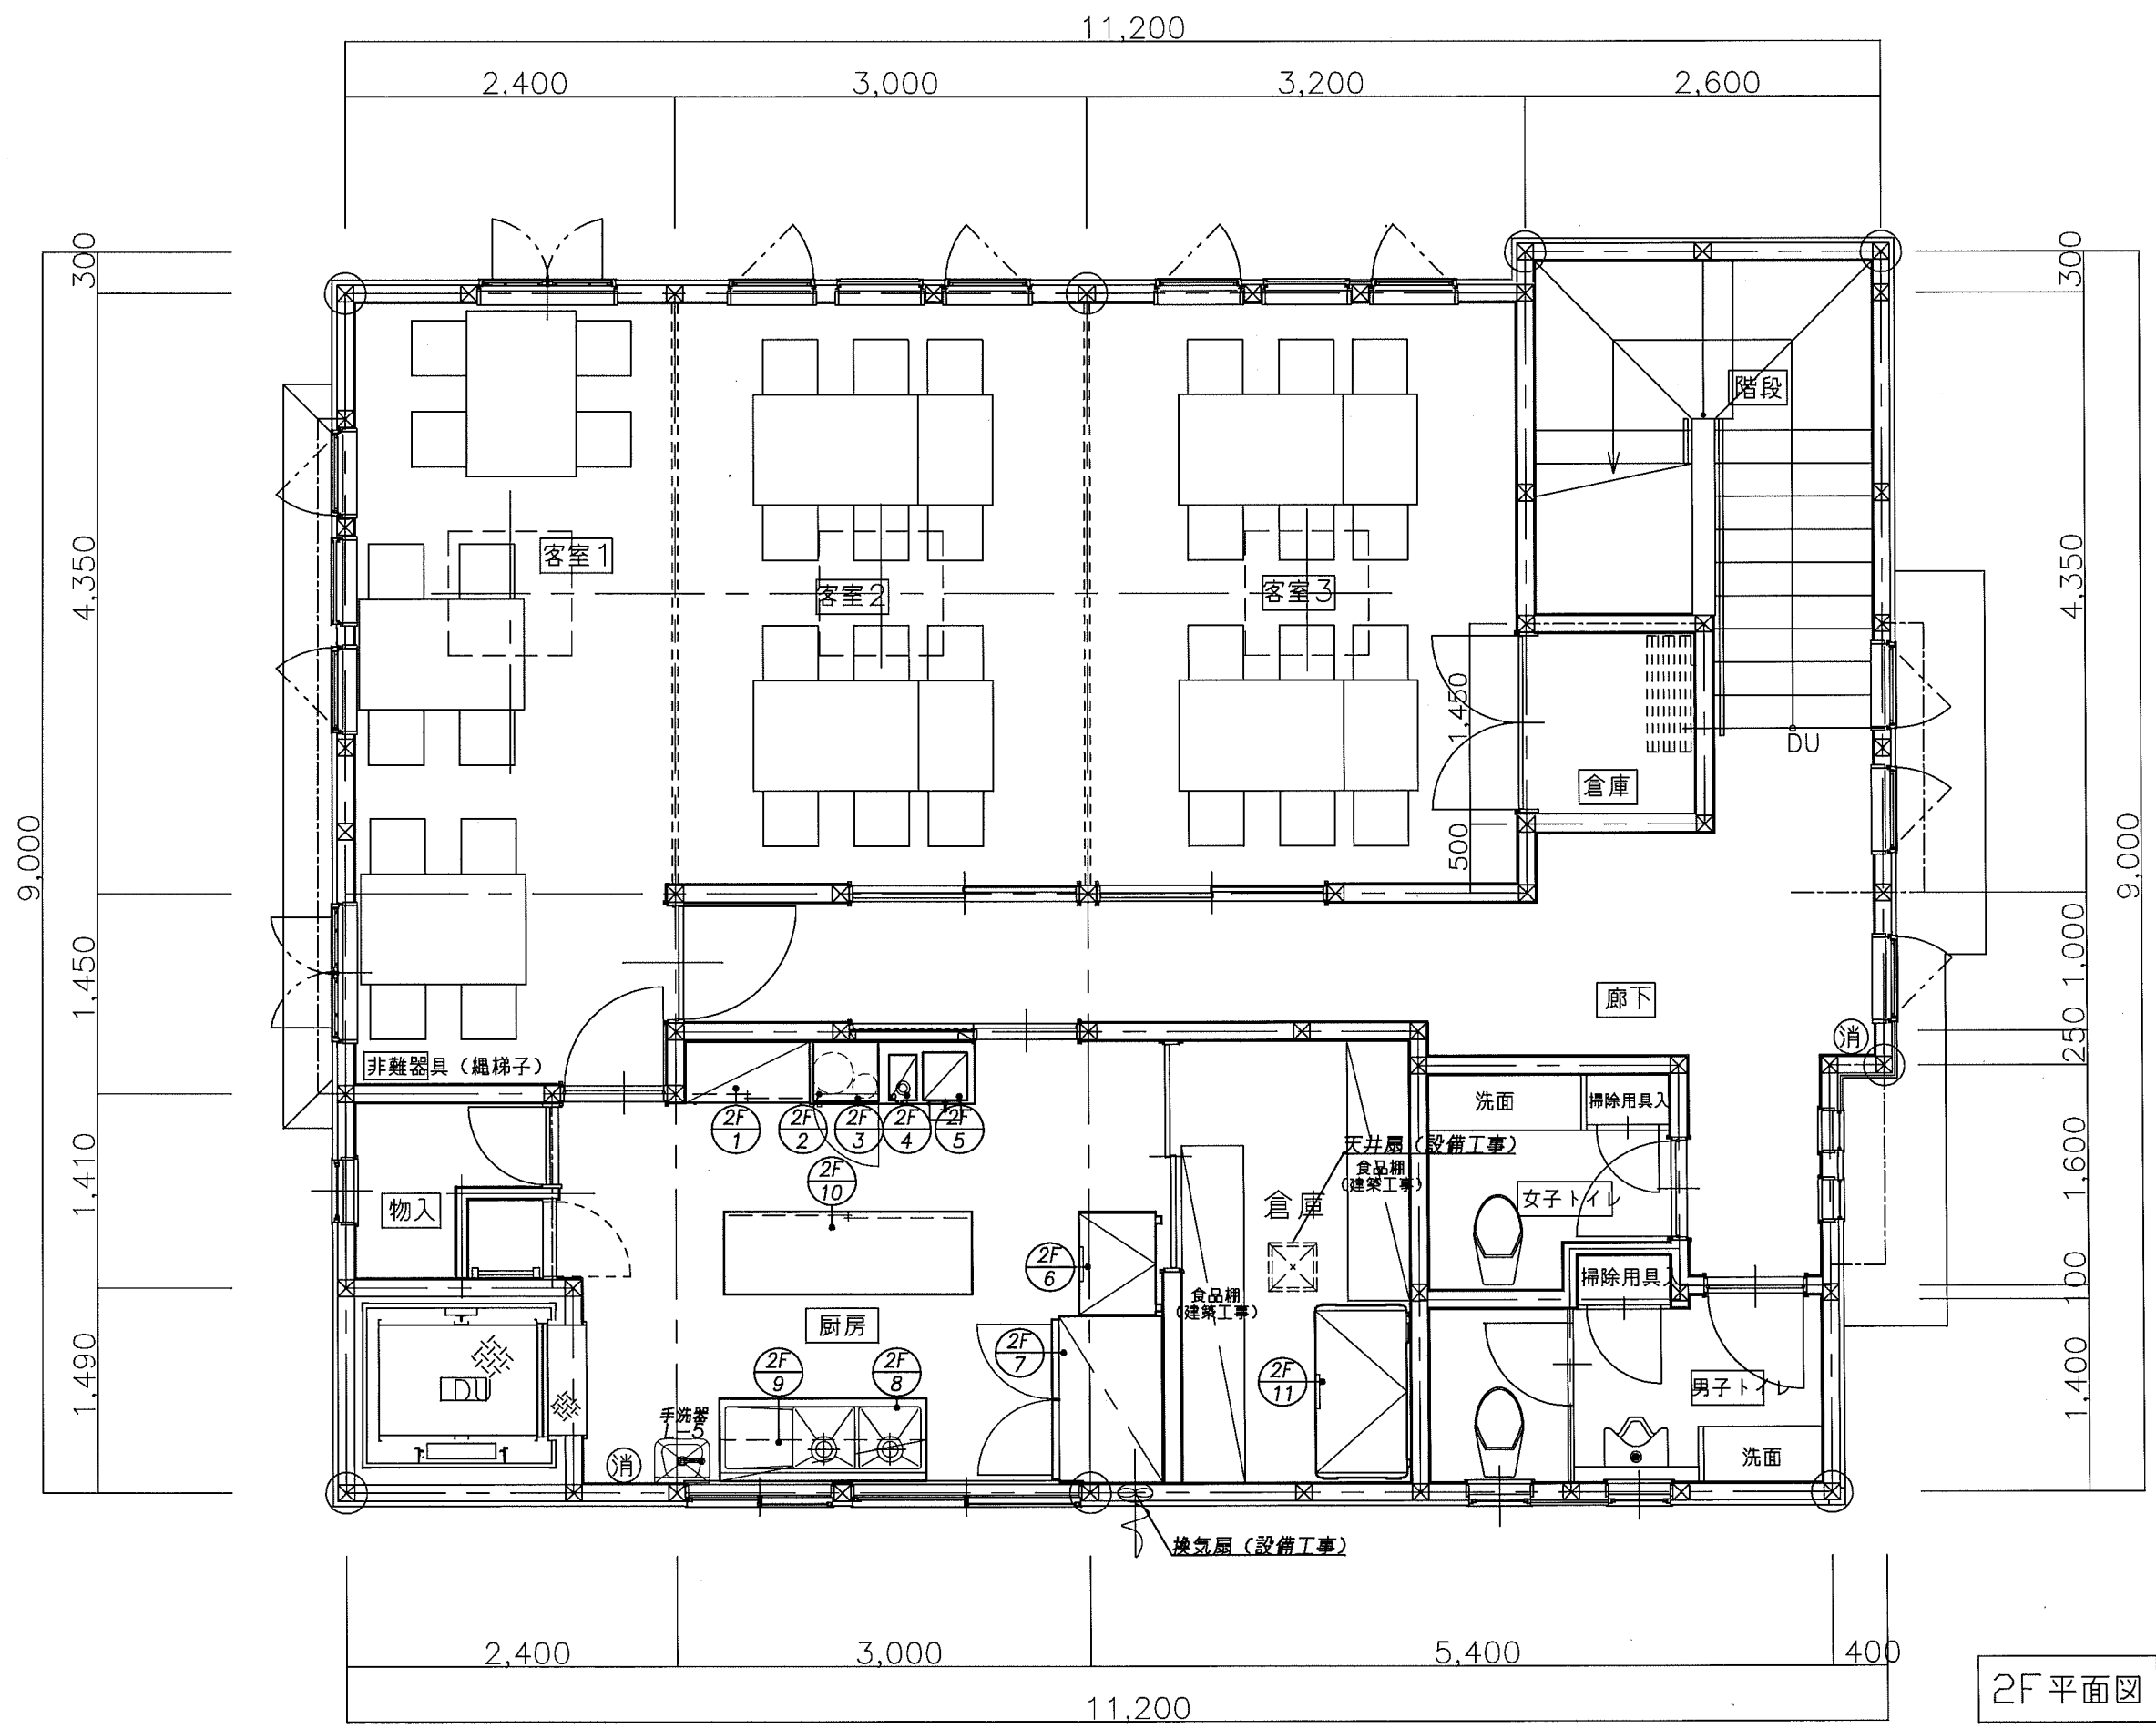 11,200
2,400
3,000
3,200
2,600
300
4,350
9,000
1,450
1,410
1,490
300
4,350
9,000
1,000
250
1,600
100
1,400
階段
客室1
客室2
客室3
1,450
500
DU
倉庫
廊下
消
非難器具（縄梯子）
2F
1
2F
2
2F
3
2F
4
2F
5
洗面
掃除用具入
天井扇（設備工事）
食品棚
（建築工事）
2F
10
物入
倉庫
女子トイレ
2F
6
掃除用具入
食品棚
（建築工事）
厨房
2F
7
2F
9
2F
8
2F
11
DU
男子トイレ
手洗器
L-5
消
洗面
換気扇（設備工事）
2,400
3,000
5,400
400
11,200
2F平面図